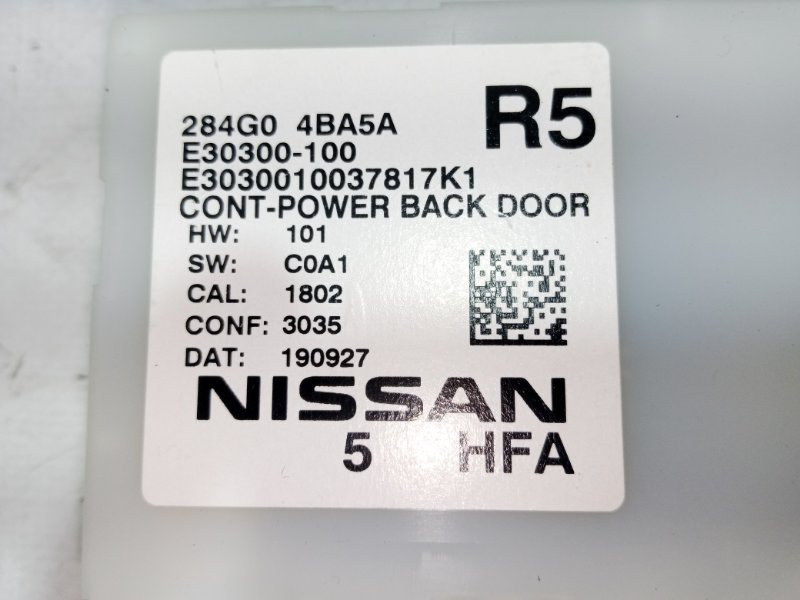 R5
284G0 4BA5A
E30300-100
E3030010037817K1
CONT-POWER BACK DOOR
HW: 101
SW: C0A1
CAL: 1802
CONF: 3035
DAT: 190927
NISSAN
5 HFA